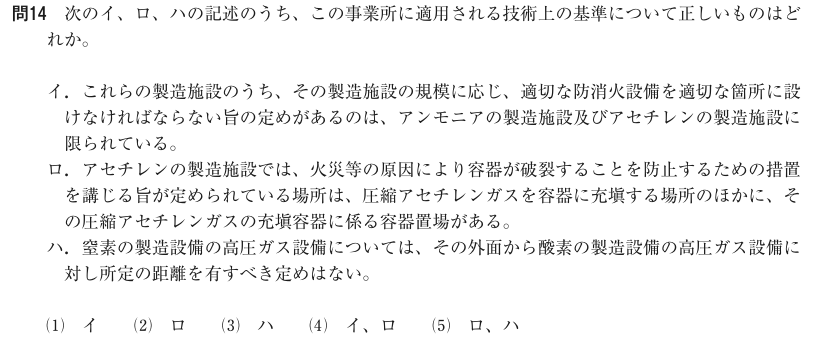 問14　次のイ、ロ、ハの記述のうち、この事業所に適用される技術上の基準について正しいものはど
れか。
イ．これらの製造施設のうち、その製造施設の規模に応じ、適切な防消火設備を適切な箇所に設
けなければならない旨の定めがあるのは、アンモニアの製造施設及びアセチレンの製造施設に
限られている。
ロ．アセチレンの製造施設では、火災等の原因により容器が破裂することを防止するための措置
を講じる旨が定められている場所は、圧縮アセチレンガスを容器に充塡する場所のほかに、そ
の圧縮アセチレンガスの充塡容器に係る容器置場がある。
ハ．窒素の製造設備の高圧ガス設備については、その外面から酸素の製造設備の高圧ガス設備に
対し所定の距離を有すべき定めはない。
(1)　イ　(2)　ロ　(3)　ハ　(4)　イ、ロ　(5)　ロ、ハ